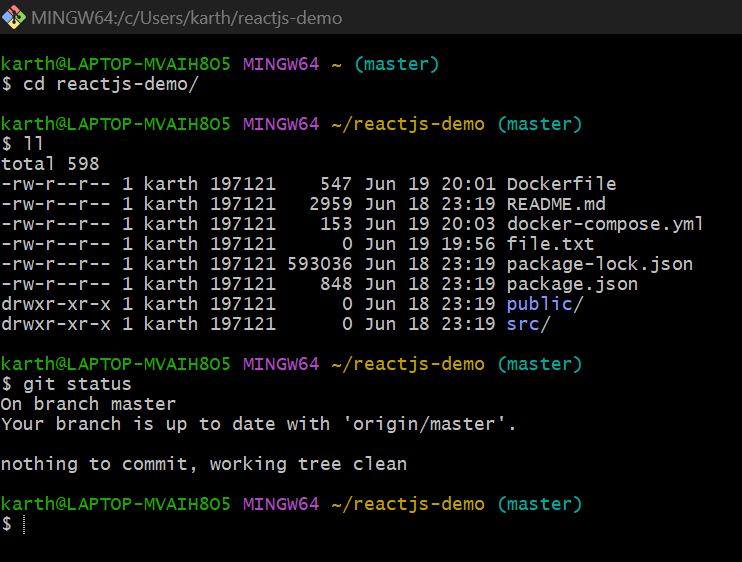 MINGW64:/c/Users/karth/reactjs-demo
karth@LAPTOP-MVAIH8O5 MINGW64 ~ (master)
$ cd reactjs-demo/
karth@LAPTOP-MVAIH8O5 MINGW64 ~/reactjs-demo (master)
$ ll
total 598
-rw-r--r-- 1 karth 197121    547 Jun 19 20:01 Dockerfile
-rw-r--r-- 1 karth 197121   2959 Jun 18 23:19 README.md
-rw-r--r-- 1 karth 197121    153 Jun 19 20:03 docker-compose.yml
-rw-r--r-- 1 karth 197121      0 Jun 19 19:56 file.txt
-rw-r--r-- 1 karth 197121 593036 Jun 18 23:19 package-lock.json
-rw-r--r-- 1 karth 197121    848 Jun 18 23:19 package.json
drwxr-xr-x 1 karth 197121      0 Jun 18 23:19 public/
drwxr-xr-x 1 karth 197121      0 Jun 18 23:19 src/
karth@LAPTOP-MVAIH8O5 MINGW64 ~/reactjs-demo (master)
$ git status
On branch master
Your branch is up to date with 'origin/master'.
nothing to commit, working tree clean
karth@LAPTOP-MVAIH8O5 MINGW64 ~/reactjs-demo (master)
$